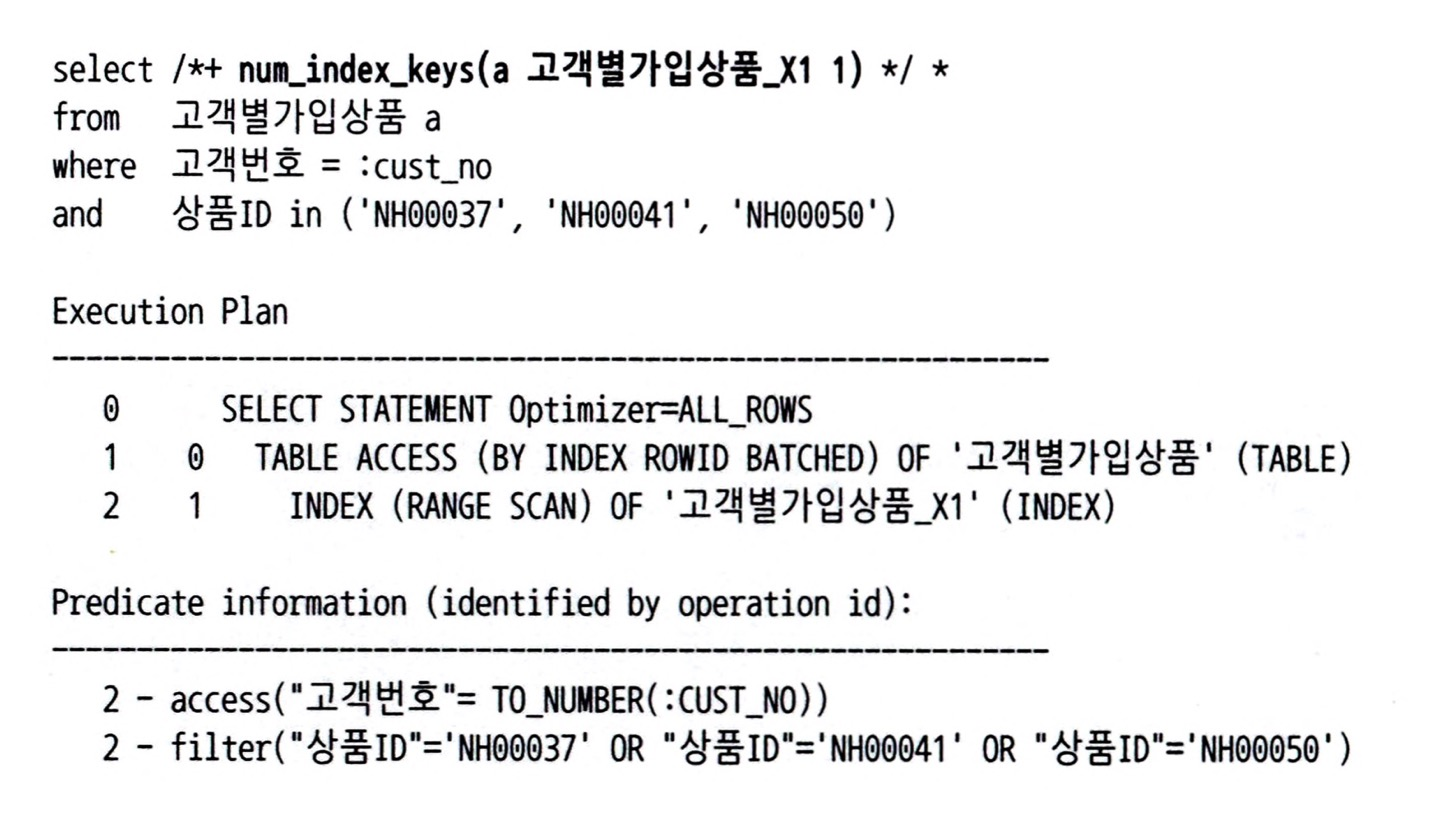 select /*+ num_index_keys(a 고객별가입상품_X1 1) */ *
from 고객별가입상품 a
where 고객번호 = :cust_no
and 상품ID in ('NH00037', 'NH00041', 'NH00050')
Execution Plan
-----------------------------------------------------------
0 SELECT STATEMENT Optimizer=ALL_ROWS
1 0 TABLE ACCESS (BY INDEX ROWID BATCHED) OF '고객별가입상품' (TABLE)
2 1 INDEX (RANGE SCAN) OF '고객별가입상품_X1' (INDEX)
Predicate information (identified by operation id):
-----------------------------------------------------------
2 - access("고객번호"= TO_NUMBER(:CUST_NO))
2 - filter("상품ID"='NH00037' OR "상품ID"='NH00041' OR "상품ID"='NH00050')